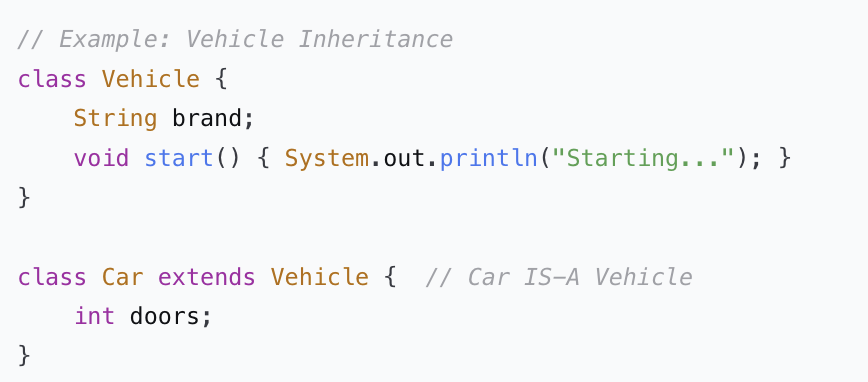 // Example: Vehicle Inheritance
class Vehicle {
    String brand;
    void start() { System.out.println("Starting..."); }
}

class Car extends Vehicle {  // Car IS-A Vehicle
    int doors;
}